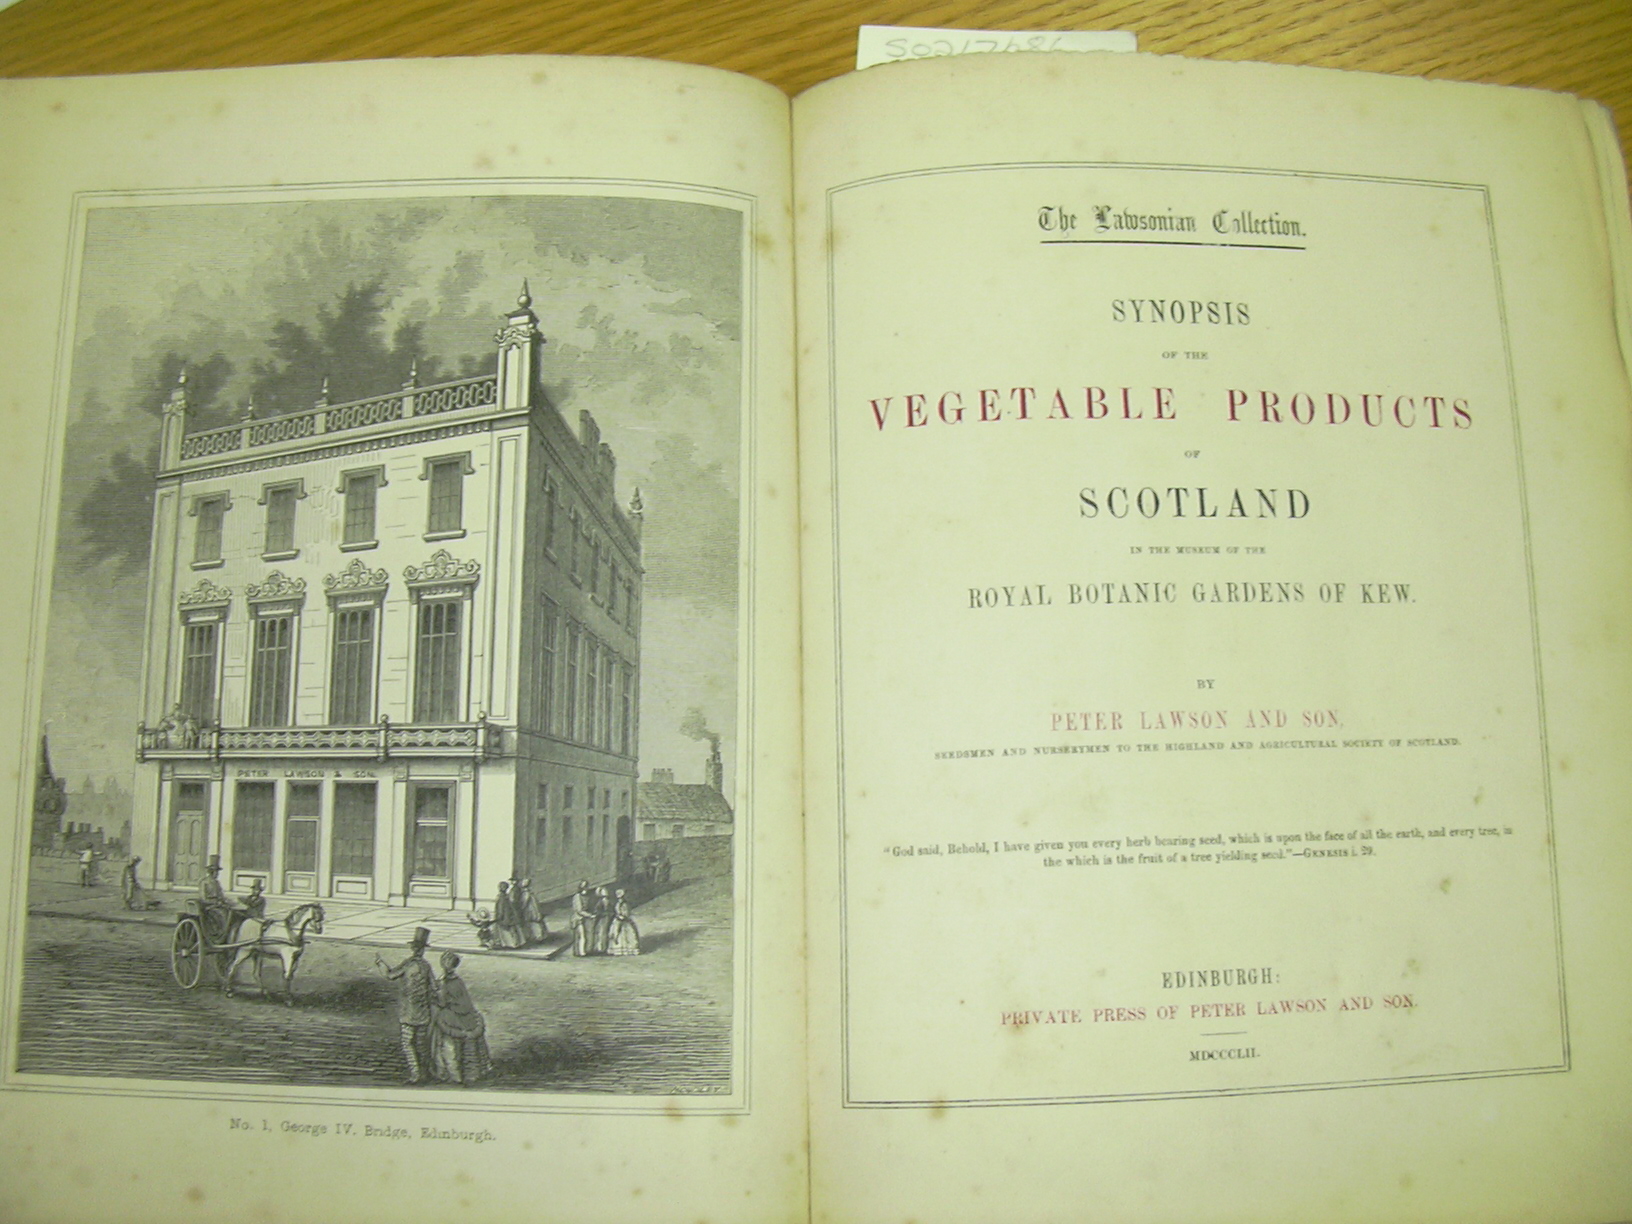 PETER LAWSON & SON.
No. 1, George IV. Bridge, Edinburgh.
The Lawsonian Collection.
SYNOPSIS
OF THE
VEGETABLE PRODUCTS
OF
SCOTLAND
IN THE MUSEUM OF THE
ROYAL BOTANIC GARDENS OF KEW.
BY
PETER LAWSON AND SON,
SEEDSMEN AND NURSERYMEN TO THE HIGHLAND AND AGRICULTURAL SOCIETY OF SCOTLAND.
"God said, Behold, I have given you every herb bearing seed, which is upon the face of all the earth, and every tree, in
the which is the fruit of a tree yielding seed."—GENESIS i. 29.
EDINBURGH:
PRIVATE PRESS OF PETER LAWSON AND SON.
MDCCCLII.